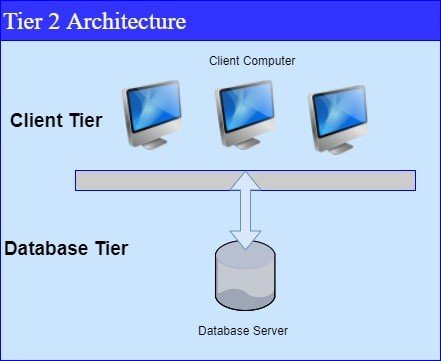 Tier 2 Architecture
Client Computer
Client Tier
Database Tier
Database Server